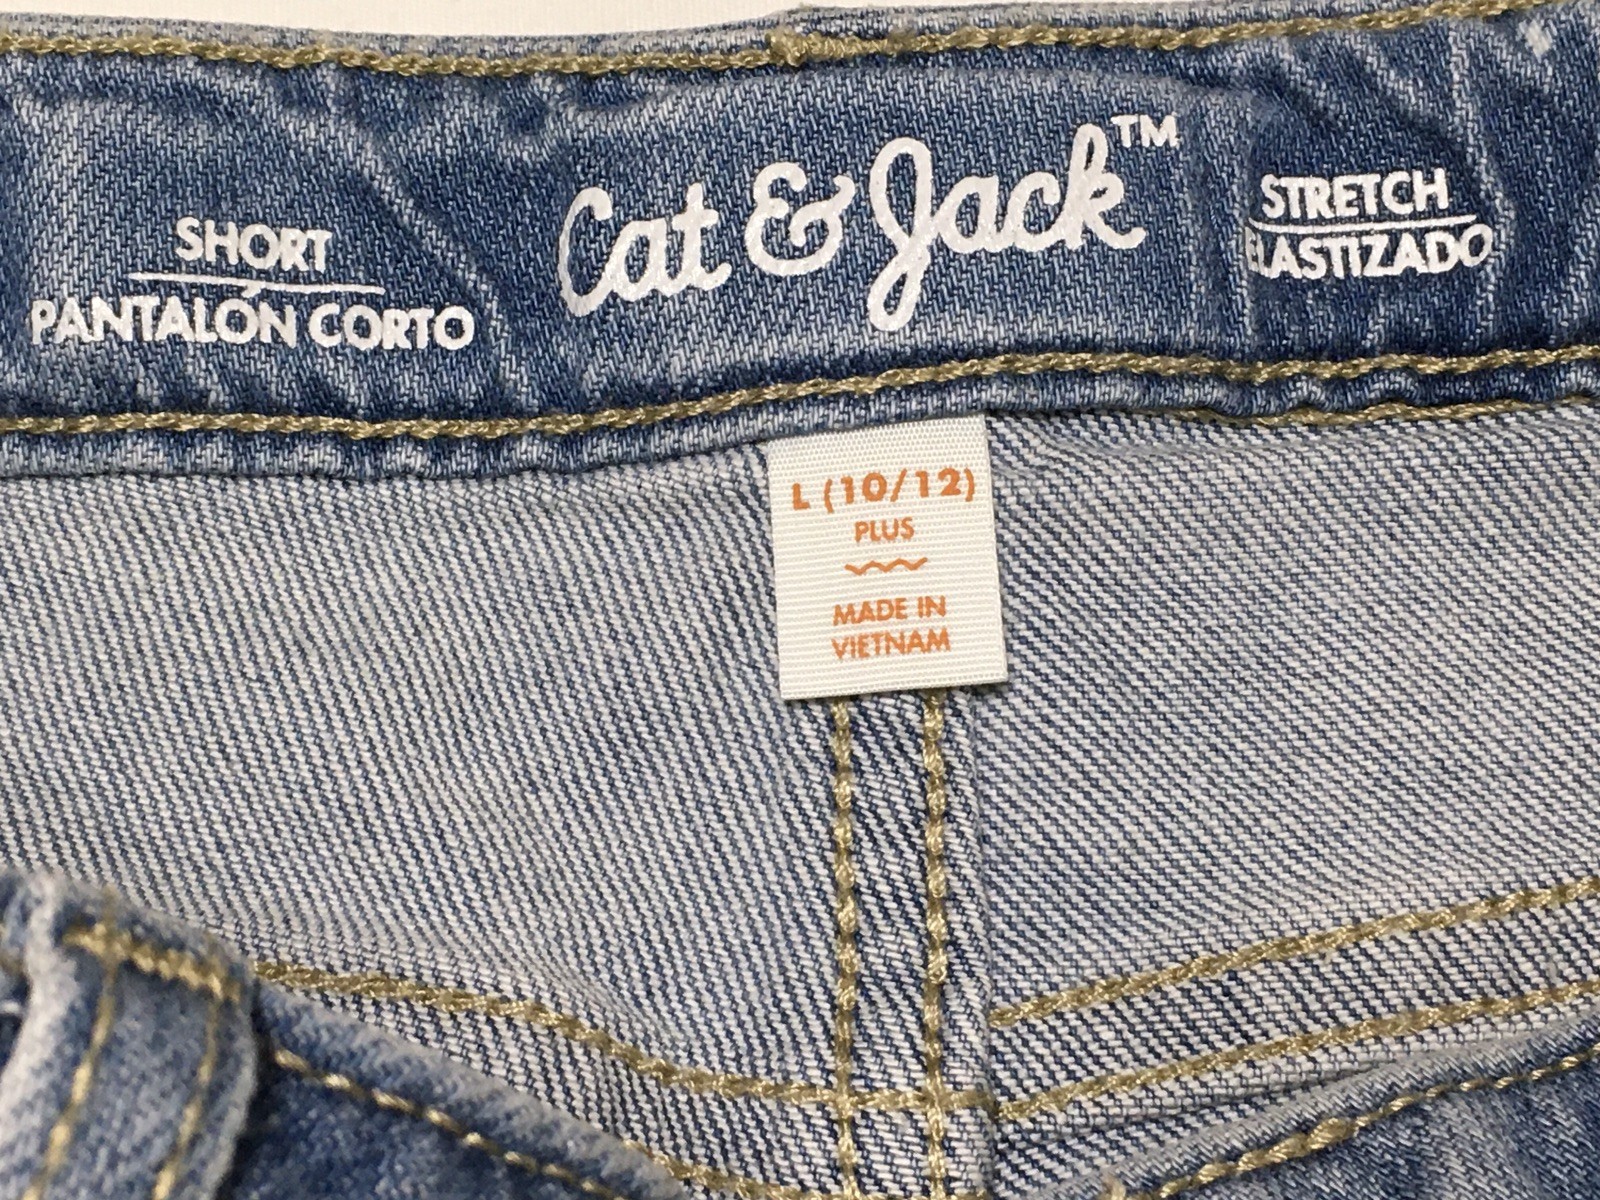 SHORT
PANTALÓN CORTO
Cat & Jack™
STRETCH
ELASTIZADO
L (10/12)
PLUS
MADE IN
VIETNAM